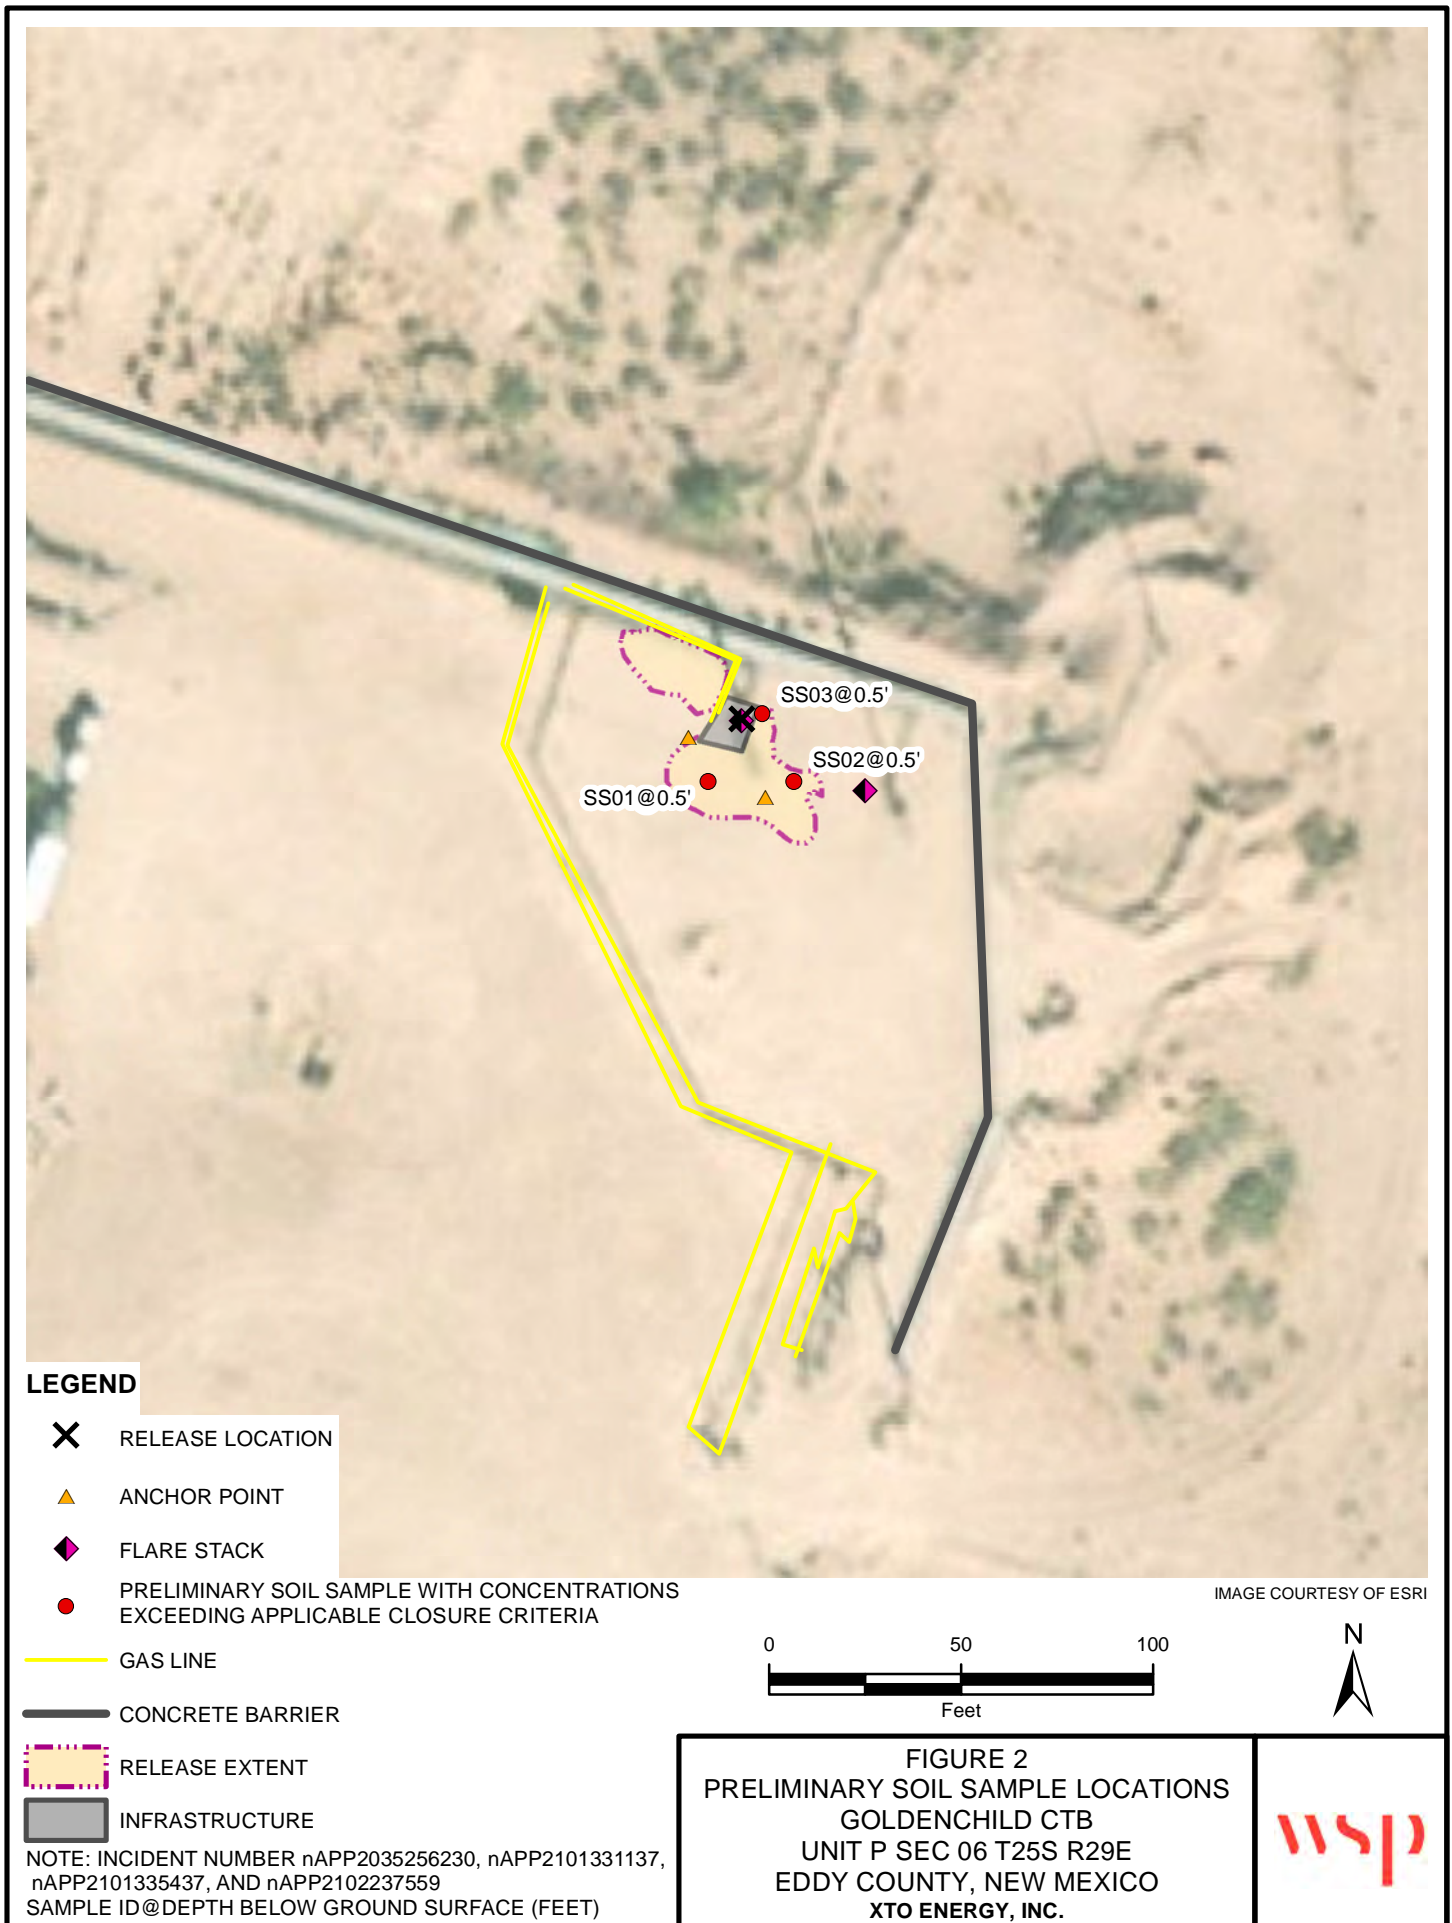 SS03@0.5'
SS02@0.5'
SS01@0.5'
LEGEND
RELEASE LOCATION
ANCHOR POINT
FLARE STACK
PRELIMINARY SOIL SAMPLE WITH CONCENTRATIONS
EXCEEDING APPLICABLE CLOSURE CRITERIA
GAS LINE
CONCRETE BARRIER
RELEASE EXTENT
INFRASTRUCTURE
NOTE: INCIDENT NUMBER nAPP2035256230, nAPP2101331137,
nAPP2101335437, AND nAPP2102237559
SAMPLE ID@DEPTH BELOW GROUND SURFACE (FEET)
IMAGE COURTESY OF ESRI
0 50 100
Feet
N
FIGURE 2
PRELIMINARY SOIL SAMPLE LOCATIONS
GOLDENCHILD CTB
UNIT P SEC 06 T25S R29E
EDDY COUNTY, NEW MEXICO
XTO ENERGY, INC.
wsp